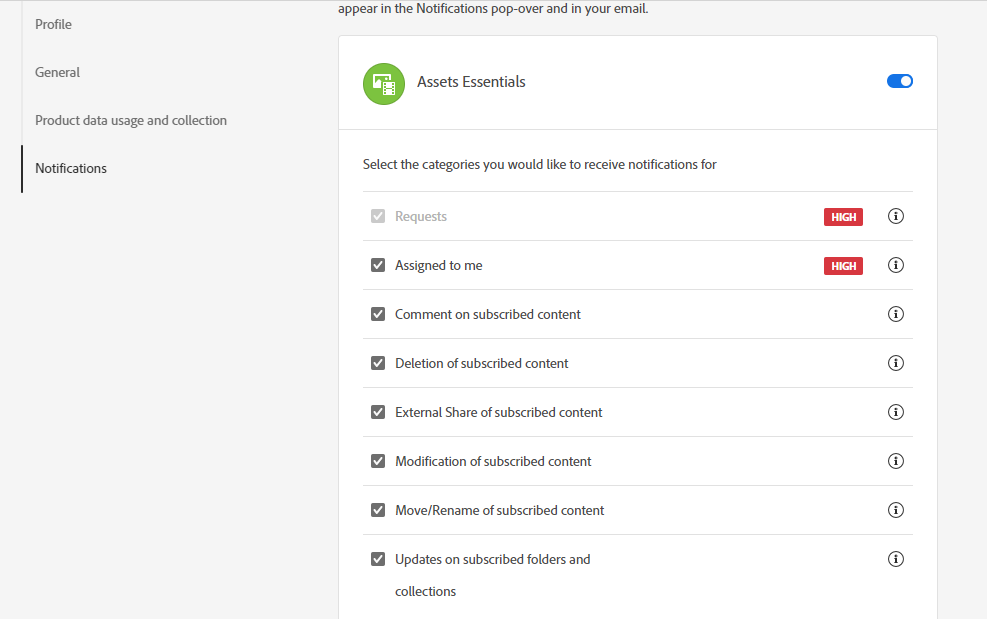 appear in the Notifications pop-over and in your email.
Profile
General
Product data usage and collection
Notifications
Assets Essentials
Select the categories you would like to receive notifications for
Requests HIGH
Assigned to me HIGH
Comment on subscribed content
Deletion of subscribed content
External Share of subscribed content
Modification of subscribed content
Move/Rename of subscribed content
Updates on subscribed folders and
collections